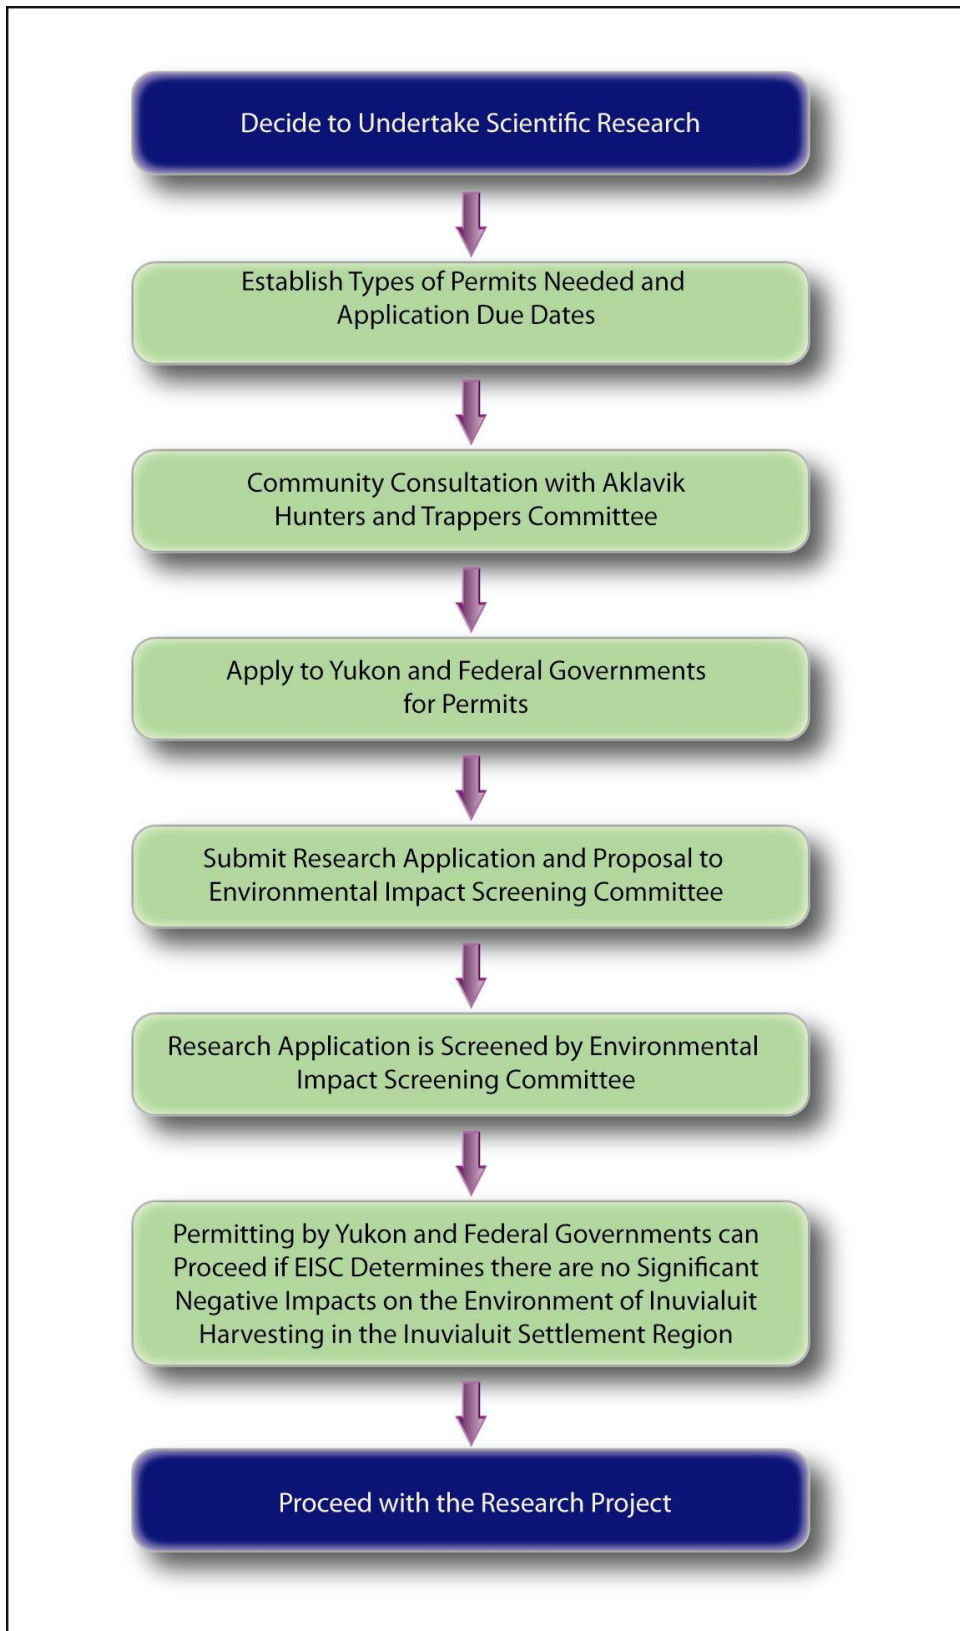 Decide to Undertake Scientific Research
Establish Types of Permits Needed and
Application Due Dates
Community Consultation with Aklavik
Hunters and Trappers Committee
Apply to Yukon and Federal Governments
for Permits
Submit Research Application and Proposal to
Environmental Impact Screening Committee
Research Application is Screened by Environmental
Impact Screening Committee
Permitting by Yukon and Federal Governments can
Proceed if EISC Determines there are no Significant
Negative Impacts on the Environment of Inuvialuit
Harvesting in the Inuvialuit Settlement Region
Proceed with the Research Project